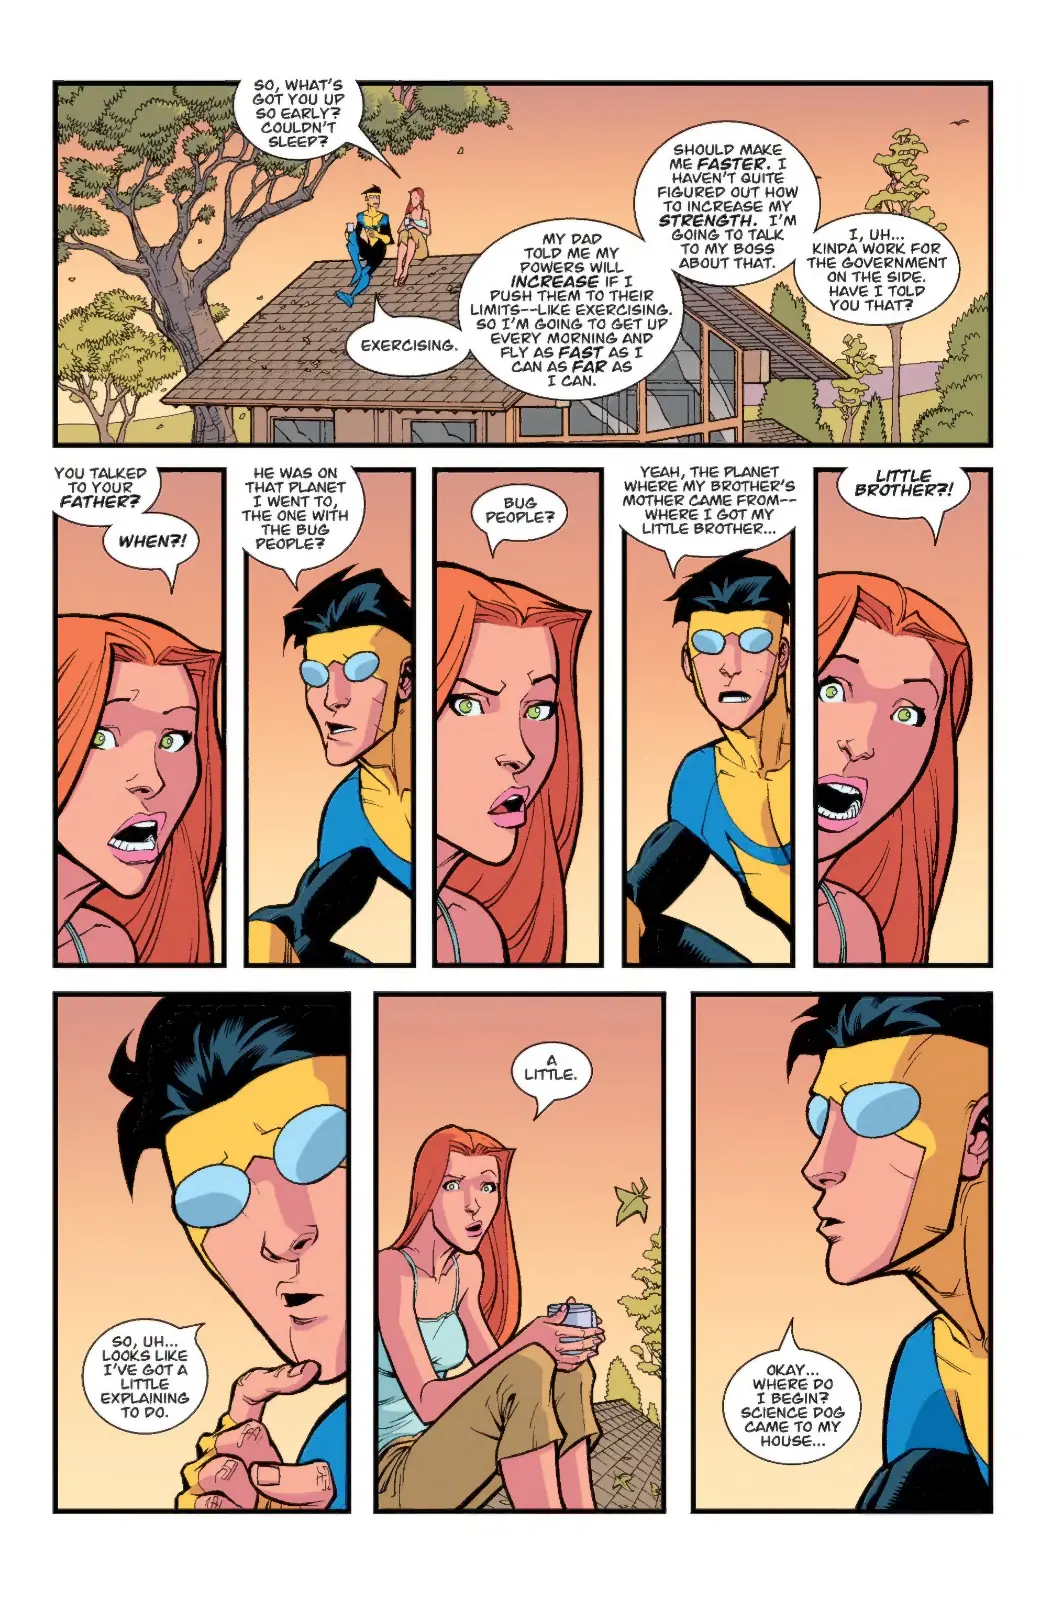 SO, WHAT'S
GOT YOU UP
SO EARLY?
COULDN'T
SLEEP?
EXERCISING.
MY DAD
TOLD ME MY
POWERS WILL
INCREASE IF I
PUSH THEM TO THEIR
LIMITS--LIKE EXERCISING.
SO I'M GOING TO GET UP
EVERY MORNING AND
FLY AS FAST AS I
CAN AS FAR AS
I CAN.
SHOULD MAKE
ME FASTER. I
HAVEN'T QUITE
FIGURED OUT HOW
TO INCREASE MY
STRENGTH. I'M
GOING TO TALK
TO MY BOSS
ABOUT THAT.
I, UH...
KINDA WORK FOR
THE GOVERNMENT
ON THE SIDE.
HAVE I TOLD
YOU THAT?
YOU TALKED
TO YOUR
FATHER?
WHEN?!
HE WAS ON
THAT PLANET
I WENT TO,
THE ONE WITH
THE BUG
PEOPLE?
BUG
PEOPLE?
YEAH, THE PLANET
WHERE MY BROTHER'S
MOTHER CAME FROM--
WHERE I GOT MY
LITTLE BROTHER...
LITTLE
BROTHER?!
SO, UH...
LOOKS LIKE
I'VE GOT A
LITTLE
EXPLAINING
TO DO.
A
LITTLE.
OKAY...
WHERE DO
I BEGIN?
SCIENCE DOG
CAME TO MY
HOUSE...